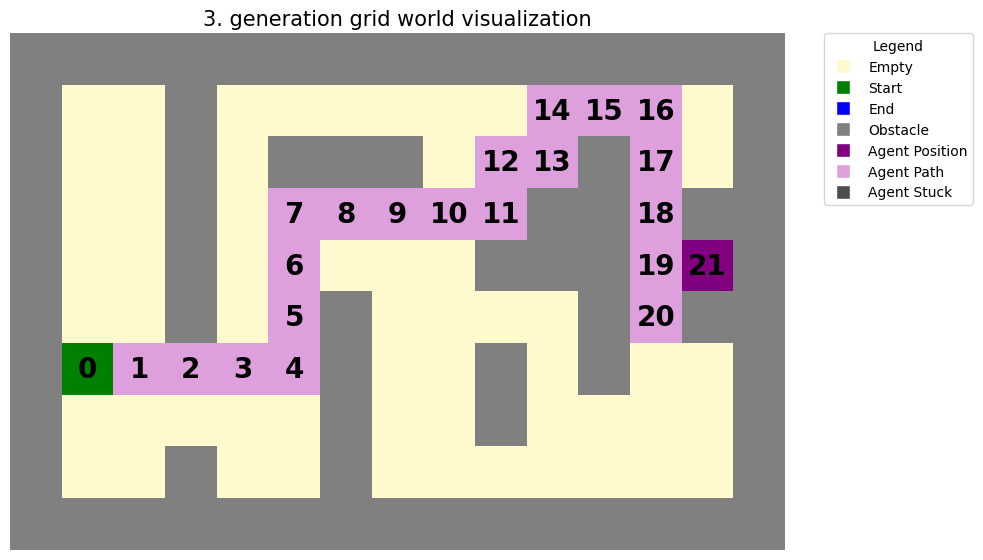 3. generation grid world visualization
Legend
Empty
Start
End
Obstacle
Agent Position
Agent Path
Agent Stuck
14 15 16
12 13 17
7 8 9 10 11 18
6 19 21
5 20
0 1 2 3 4